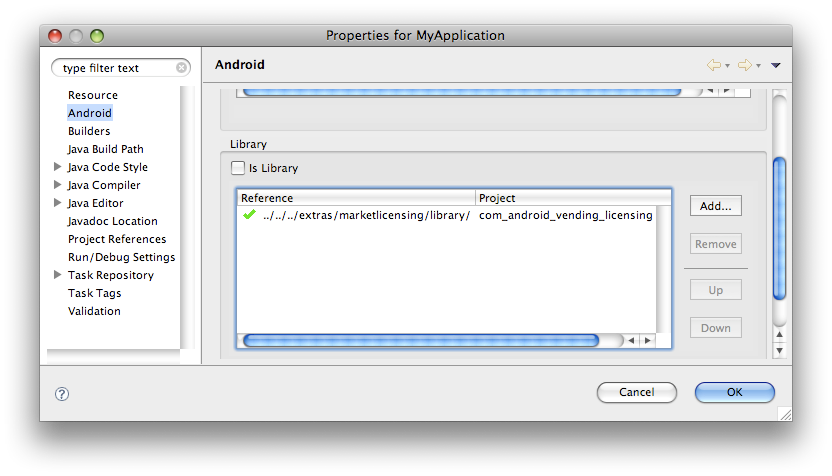 Properties for MyApplication
type filter text
Resource
Android
Builders
Java Build Path
Java Code Style
Java Compiler
Java Editor
Javadoc Location
Project References
Run/Debug Settings
Task Repository
Task Tags
Validation
Android
Library
Is Library
Reference Project
../../../extras/marketlicensing/library/ com_android_vending_licensing
Add...
Remove
Up
Down
?
Cancel OK